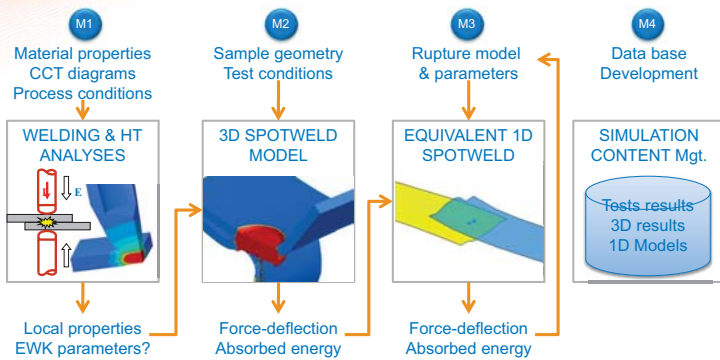 M1
Material properties
CCT diagrams
Process conditions
WELDING & HT
ANALYSES
E
Local properties
EWK parameters?
M2
Sample geometry
Test conditions
3D SPOTWELD
MODEL
Force-deflection
Absorbed energy
M3
Rupture model
& parameters
EQUIVALENT 1D
SPOTWELD
Force-deflection
Absorbed energy
M4
Data base
Development
SIMULATION
CONTENT Mgt.
Tests results
3D results
1D Models